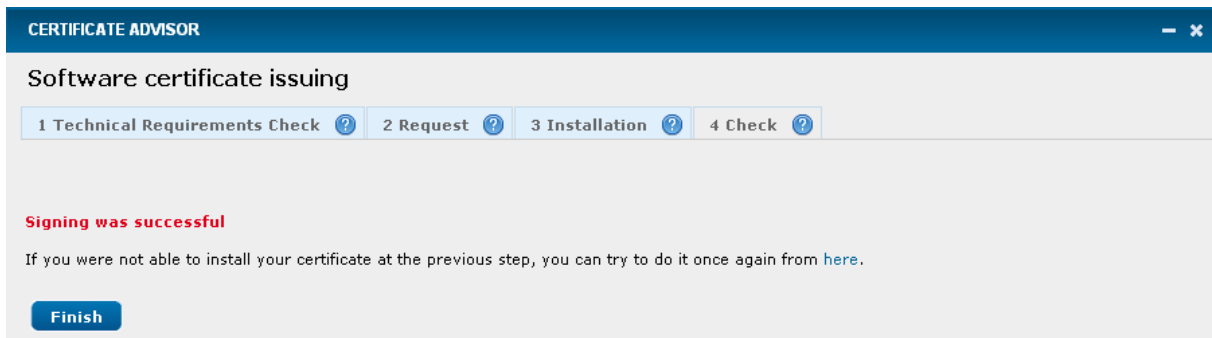 CERTIFICATE ADVISOR
Software certificate issuing
1 Technical Requirements Check ? 2 Request ? 3 Installation ? 4 Check ?
Signing was successful
If you were not able to install your certificate at the previous step, you can try to do it once again from here.
Finish